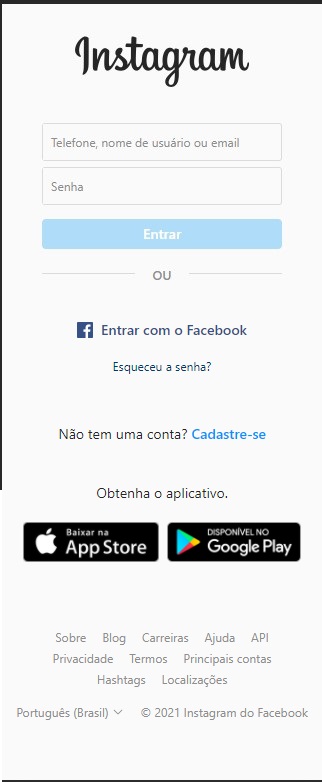 Instagram
Telefone, nome de usuário ou email
Senha
Entrar
OU
Entrar com o Facebook
Esqueceu a senha?
Não tem uma conta? Cadastre-se
Obtenha o aplicativo.
Baixar na
App Store
DISPONÍVEL NO
Google Play
Sobre Blog Carreiras Ajuda API
Privacidade Termos Principais contas
Hashtags Localizações
Português (Brasil) © 2021 Instagram do Facebook